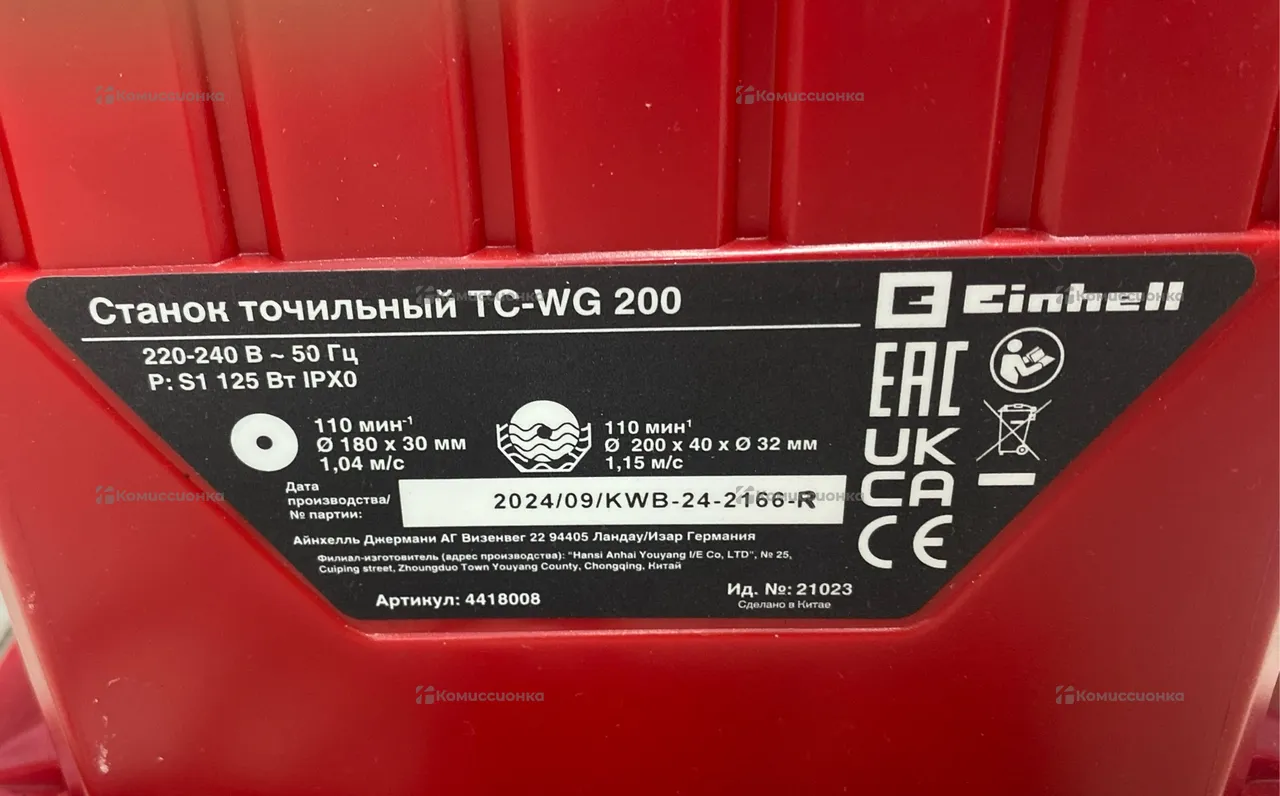 Комиссионка
Комиссионка
Станок точильный TC-WG 200
Einhell
220-240 В ~ 50 Гц
P: S1 125 Вт IPX0
EAC
110 мин⁻¹
Ø 180 x 30 мм
1,04 м/с
110 мин¹
Ø 200 x 40 x Ø 32 мм
1,15 м/с
UK
CA
CE
Дата
производства/
№ партии:
2024/09/KWB-24-2166-R
Айнхелль Джермани АГ Визенвег 22 94405 Ландау/Изар Германия
Филиал-изготовитель (адрес производства): "Hansi Anhai Youyang I/E Co, LTD", № 25,
Cuiping street, Zhoungduo Town Youyang County, Chongqing, Китай
Артикул: 4418008
Ид. №: 21023
Сделано в Китае
Комиссионка
Комиссионка
Комиссионка
Комиссионка
Комиссионка
Комиссионка